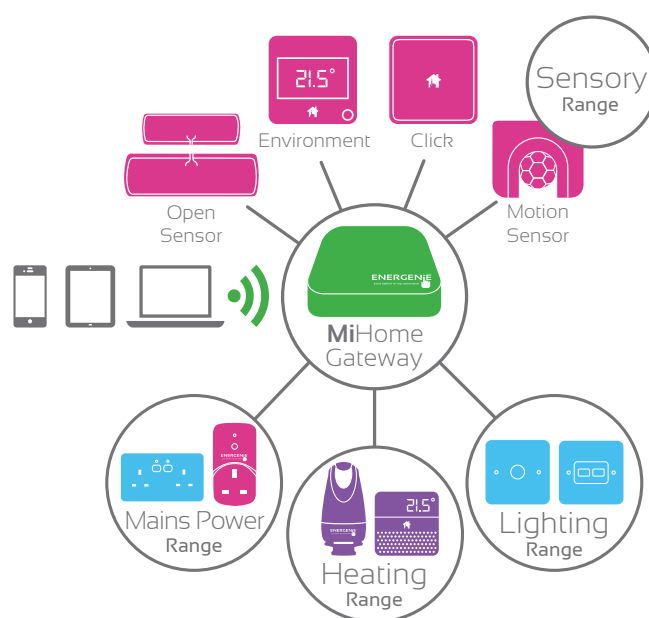 Sensory
Range
21.5°
Environment
Click
Open
Sensor
Motion
Sensor
ENERGENiE
MiHome
Gateway
ENERGENiE
Mains Power
Range
ENERGENiE
21.5°
Heating
Range
Lighting
Range